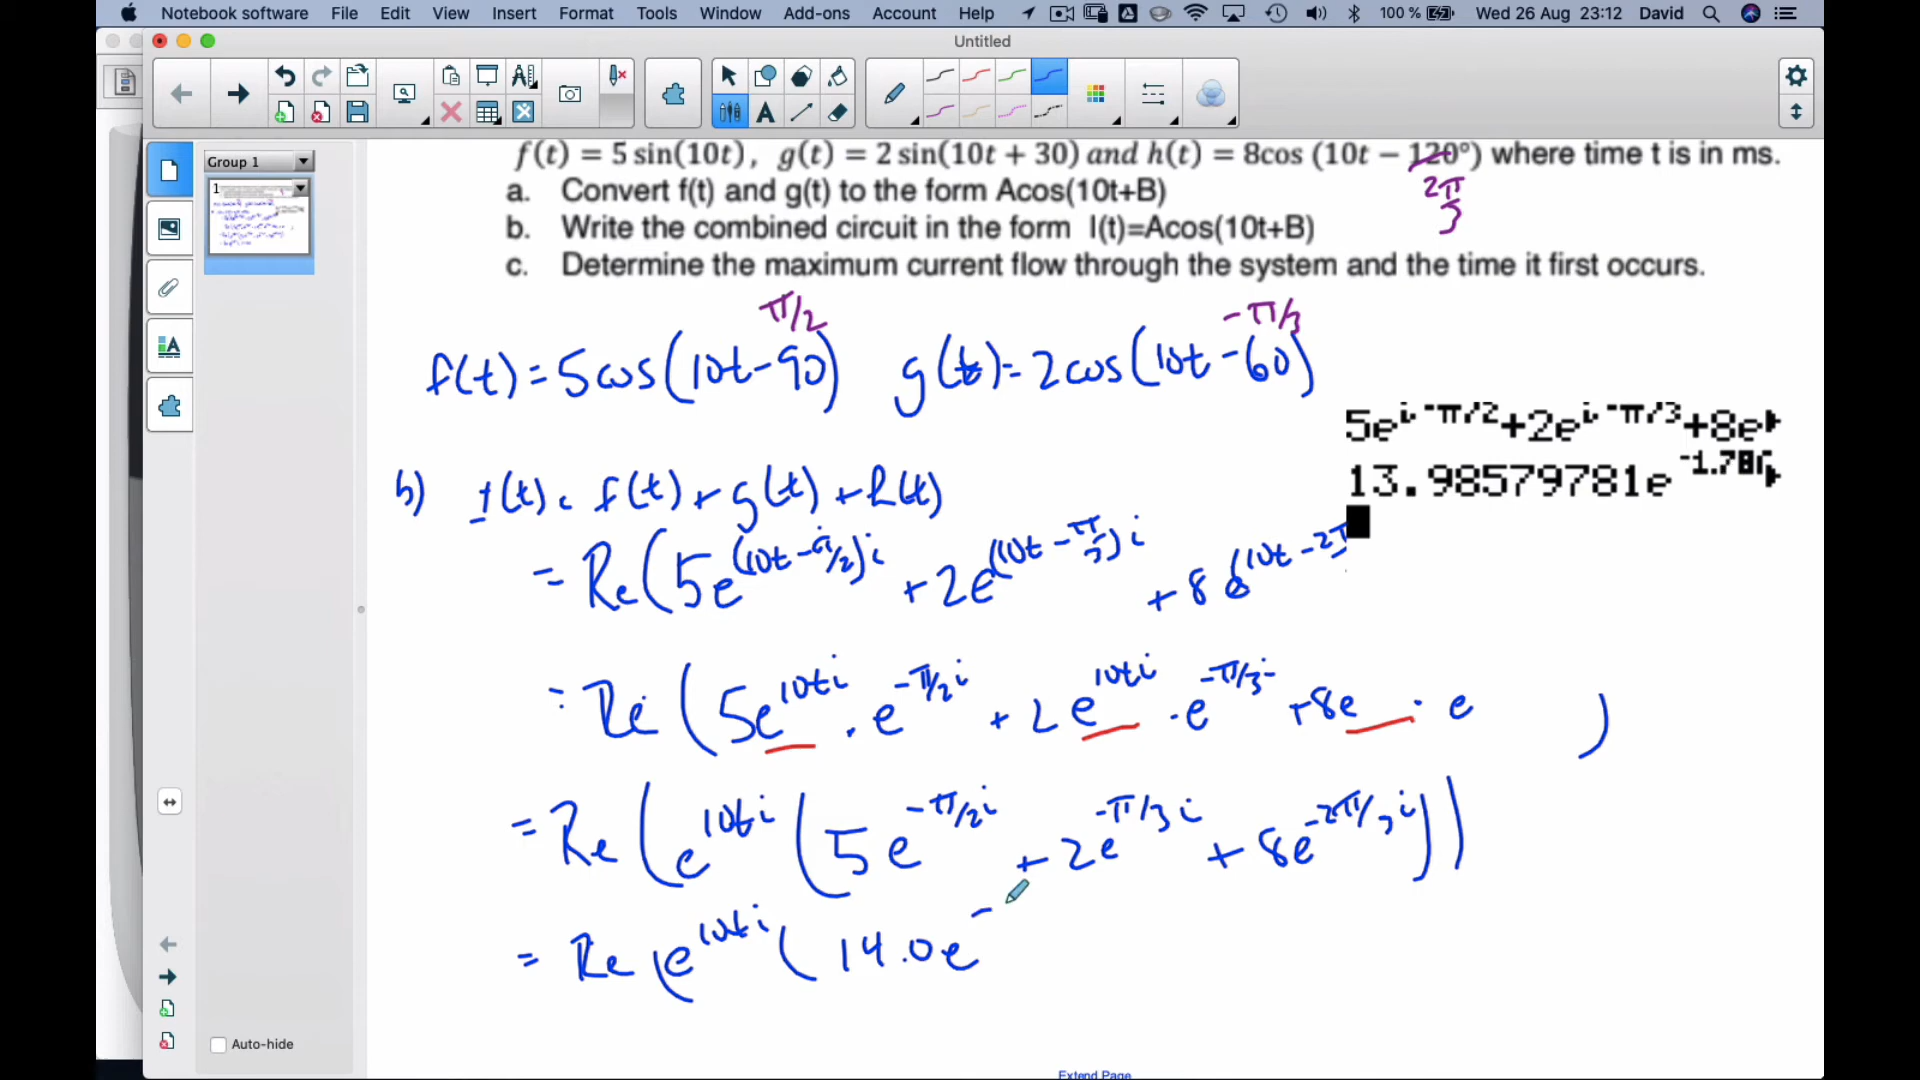 Notebook software File Edit View Insert Format Tools Window Add-ons Account Help 100 % Wed 26 Aug 23:12 David
Untitled
Group 1
1
f(t) = 5 sin(10t), g(t) = 2 sin(10t + 30) and h(t) = 8cos (10t − 120°) where time t is in ms.
2π
3
a. Convert f(t) and g(t) to the form Acos(10t+B)
b. Write the combined circuit in the form I(t)=Acos(10t+B)
c. Determine the maximum current flow through the system and the time it first occurs.
π/2 -π/3
f(t)=5cos(10t-90) g(t)=2cos(10t-60)
5e^i·-π/2+2e^i·-π/3+8e
13.98579781e^-1.78
b) I(t)= f(t)+g(t)+h(t)
= Re(5e^(10t-π/2)i +2e^(10t-π/3)i +8e^(10t-2π
= Re(5e^10ti · e^-π/2i + 2e^10ti · e^-π/3i +8e · e )
= Re(e^10ti(5e^-π/2i + 2e^-π/3i + 8e^-2π/3i))
= Re(e^10ti(14.0e^-
Auto-hide
Extend Page